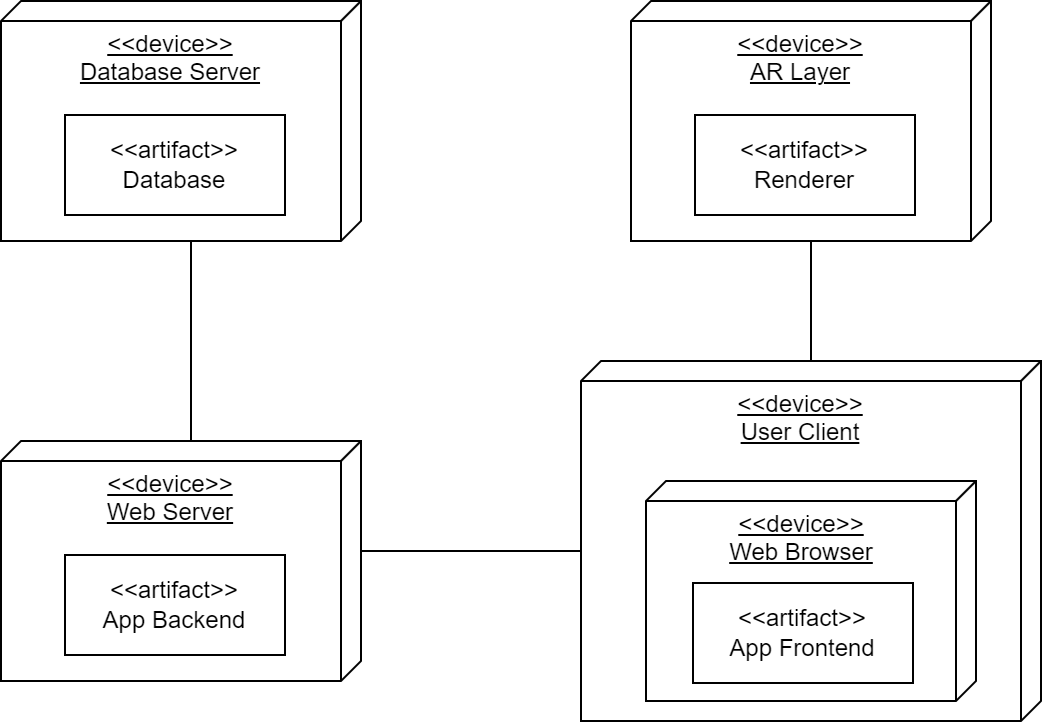 <<device>>
Database Server
<<artifact>>
Database
<<device>>
AR Layer
<<artifact>>
Renderer
<<device>>
Web Server
<<artifact>>
App Backend
<<device>>
User Client
<<device>>
Web Browser
<<artifact>>
App Frontend